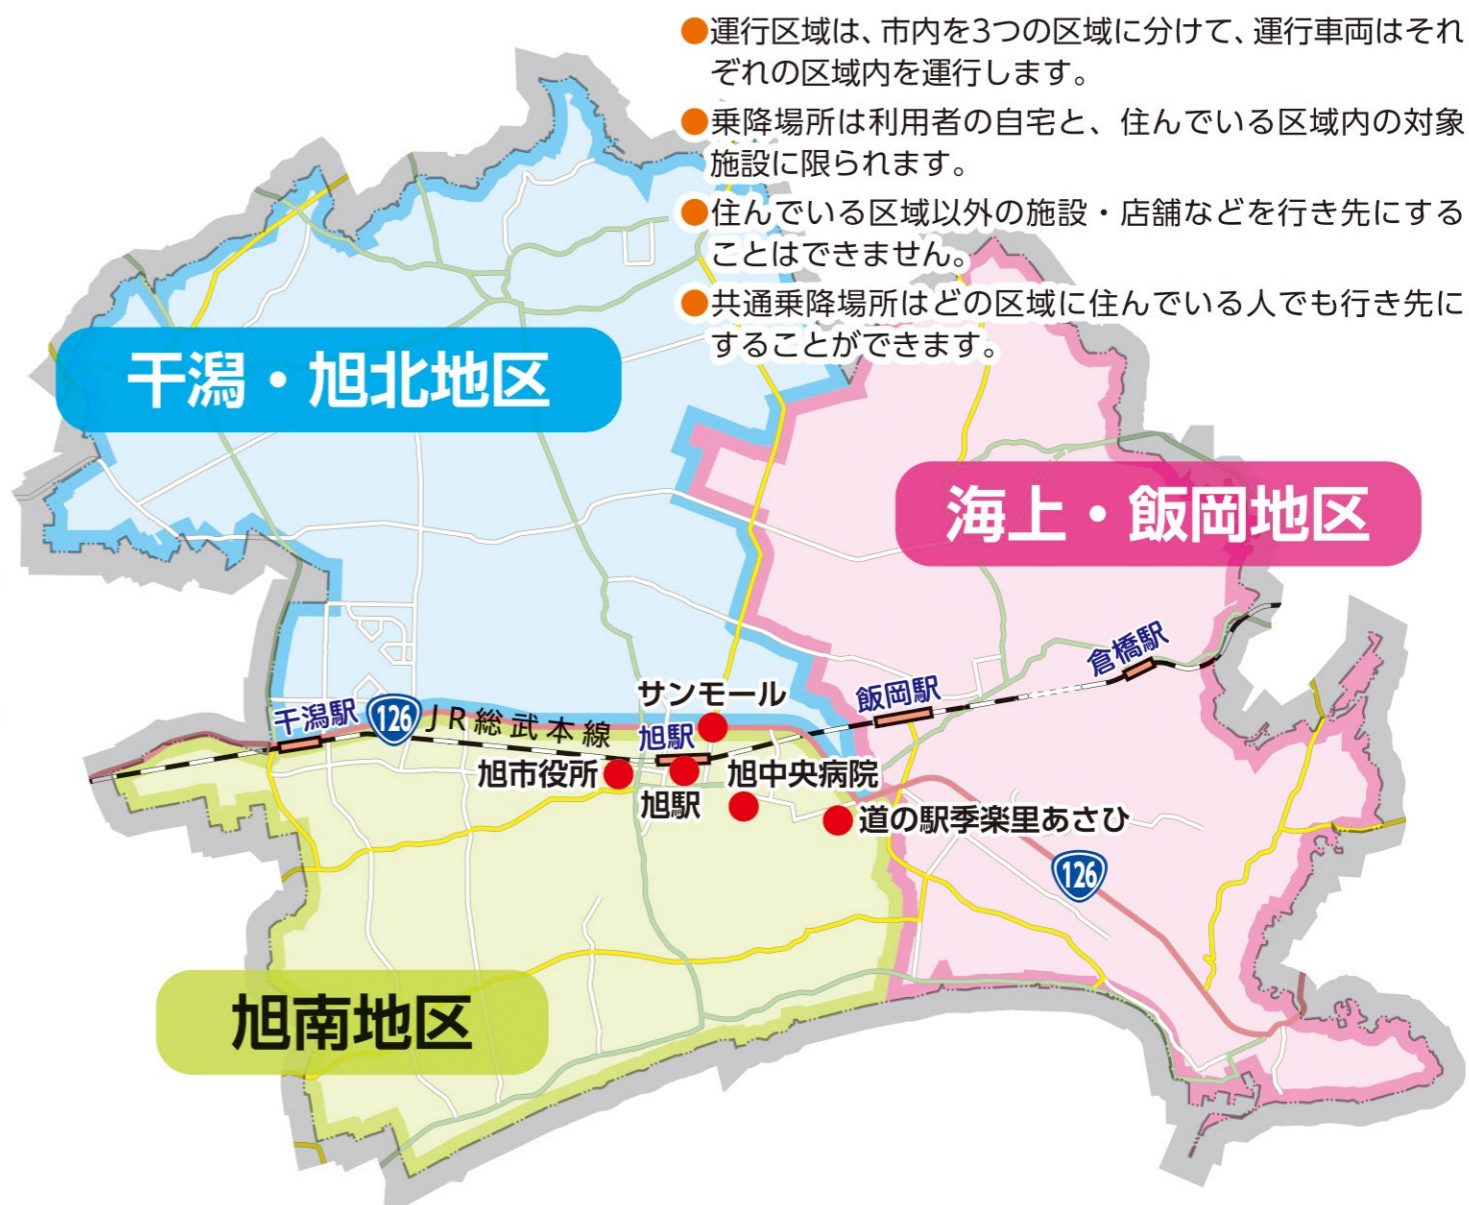 ●運行区域は、市内を3つの区域に分けて、運行車両はそれ
ぞれの区域内を運行します。
●乗降場所は利用者の自宅と、住んでいる区域内の対象
施設に限られます。
●住んでいる区域以外の施設・店舗などを行き先にする
ことはできません。
●共通乗降場所はどの区域に住んでいる人でも行き先に
することができます。
干潟・旭北地区
海上・飯岡地区
倉橋駅
飯岡駅
サンモール
干潟駅
126
JR総武本線
旭駅
旭市役所
旭駅
旭中央病院
道の駅季楽里あさひ
126
旭南地区